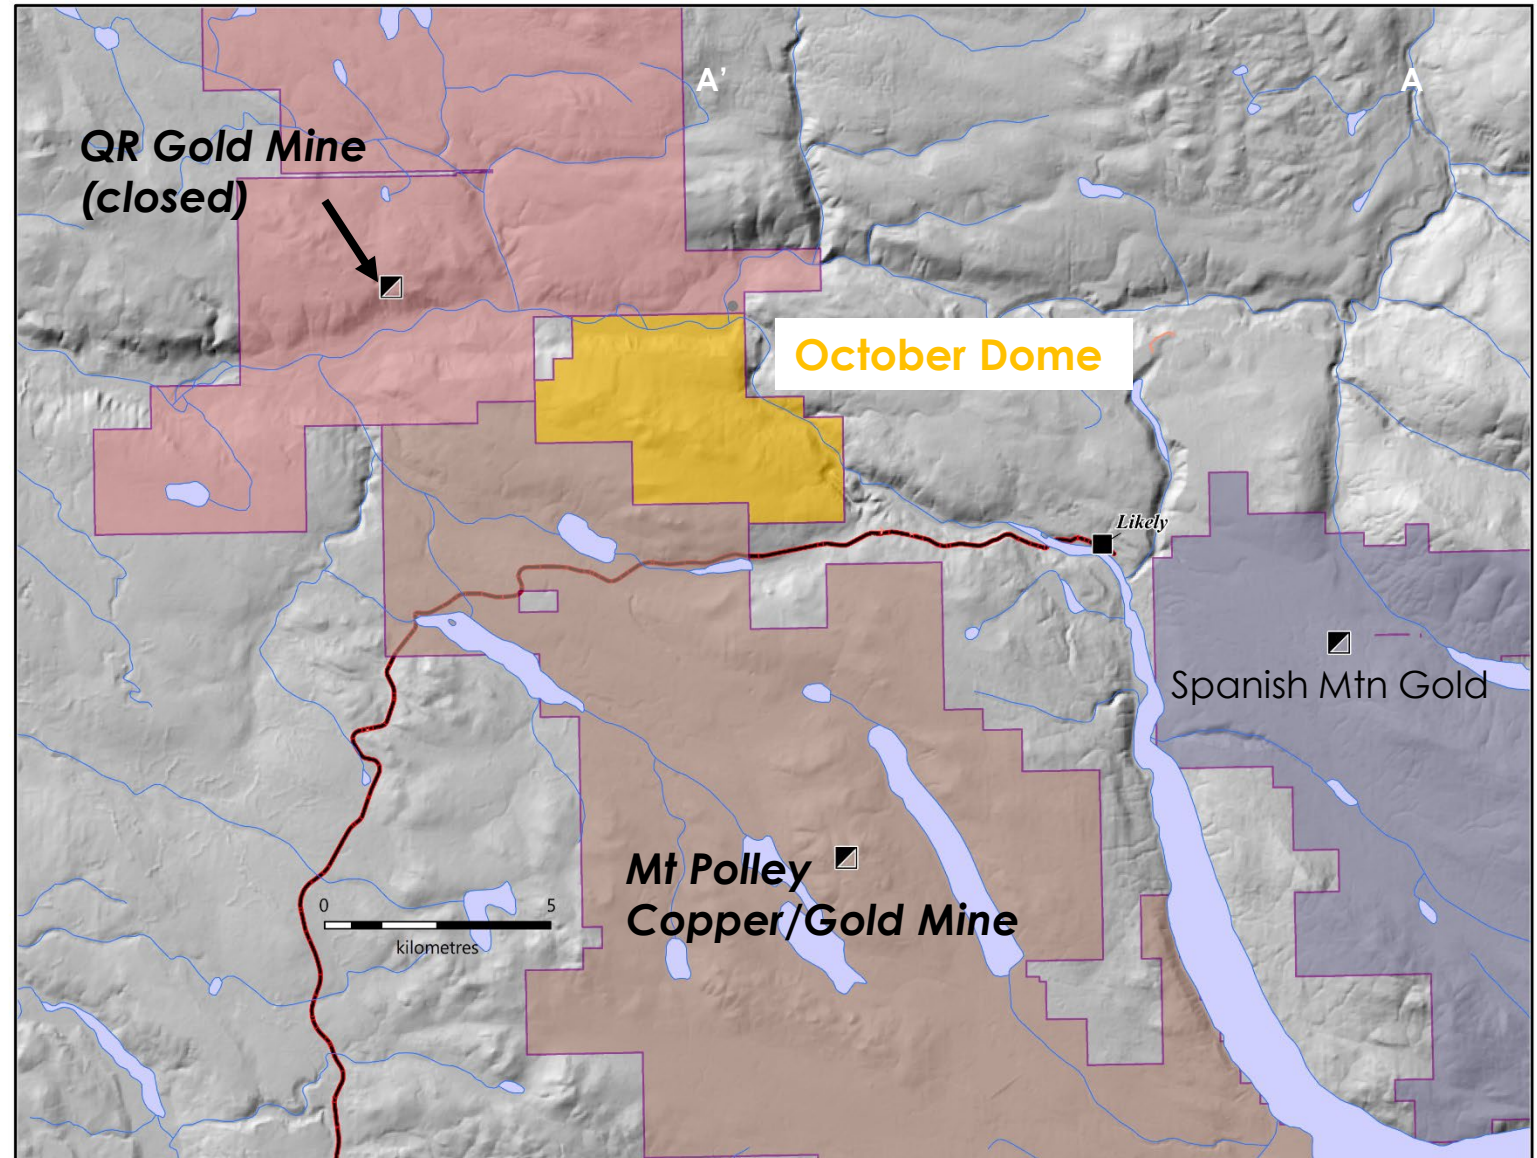 A’
A
QR Gold Mine
(closed)
October Dome
Likely
Spanish Mtn Gold
Mt Polley
Copper/Gold Mine
0 5
kilometres